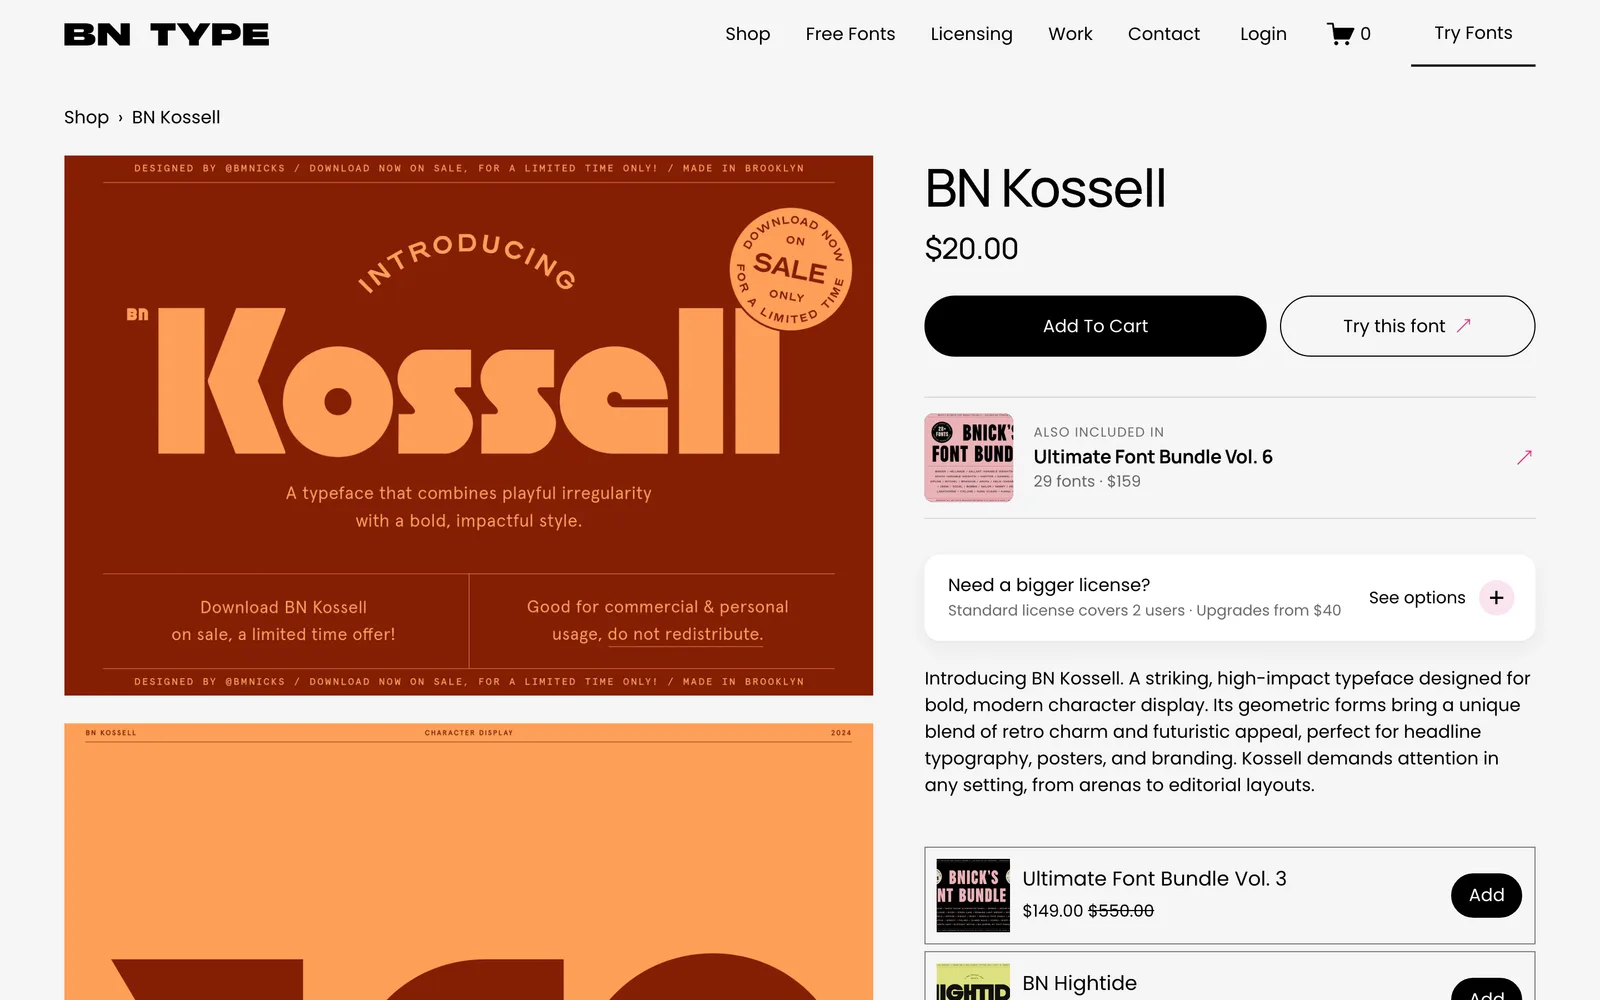 BN TYPE
Shop
Free Fonts
Licensing
Work
Contact
Login
0
Try Fonts
Shop › BN Kossell
DESIGNED BY @BMNICKS / DOWNLOAD NOW ON SALE, FOR A LIMITED TIME ONLY! / MADE IN BROOKLYN
INTRODUCING
DOWNLOAD NOW
ON
SALE
ONLY
FOR A LIMITED TIME
BN
Kossell
A typeface that combines playful irregularity
with a bold, impactful style.
Download BN Kossell
on sale, a limited time offer!
Good for commercial & personal
usage, do not redistribute.
DESIGNED BY @BMNICKS / DOWNLOAD NOW ON SALE, FOR A LIMITED TIME ONLY! / MADE IN BROOKLYN
BN KOSSELL
CHARACTER DISPLAY
2024
BN Kossell
$20.00
Add To Cart
Try this font
28+
FONTS
BNICK'S
FONT BUND
ALSO INCLUDED IN
Ultimate Font Bundle Vol. 6
29 fonts · $159
Need a bigger license?
Standard license covers 2 users · Upgrades from $40
See options
+
Introducing BN Kossell. A striking, high-impact typeface designed for
bold, modern character display. Its geometric forms bring a unique
blend of retro charm and futuristic appeal, perfect for headline
typography, posters, and branding. Kossell demands attention in
any setting, from arenas to editorial layouts.
BNICK'S
NT BUNDLE
Ultimate Font Bundle Vol. 3
$149.00 $550.00
Add
IGHTID
BN Hightide
Add